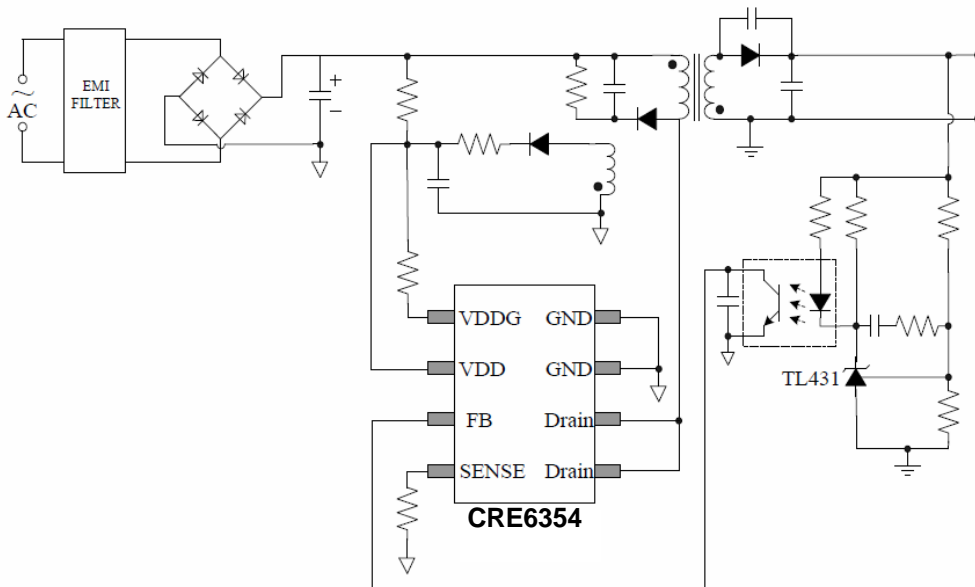 ~
AC
EMI
FILTER
+
−
VDDG
GND
VDD
GND
FB
Drain
SENSE
Drain
CRE6354
TL431